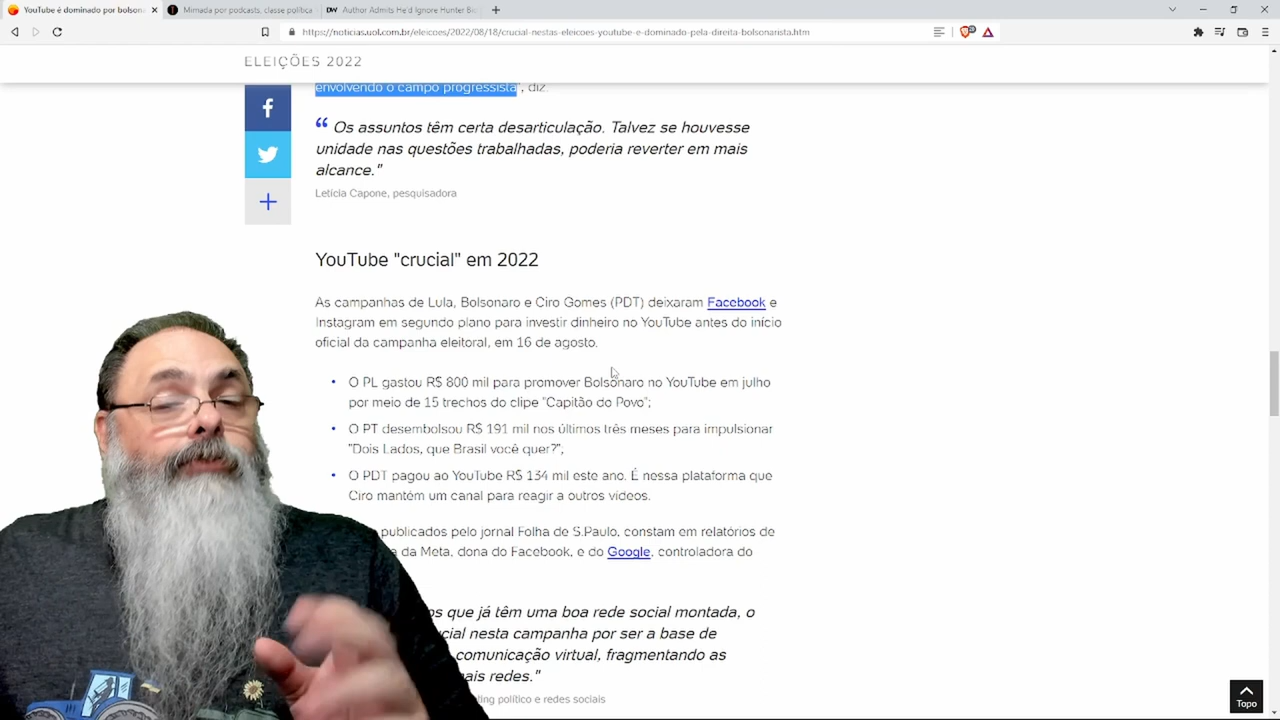 YouTube é dominado por bolson
Mimada por podcasts, classe política
DW Author Admits He'd Ignore Hunter Bi
https://noticias.uol.com.br/eleicoes/2022/08/18/crucial-nestas-eleicoes-youtube-e-dominado-pela-direita-bolsonarista.htm
ELEIÇÕES 2022
envolvendo o campo progressista", diz.
“ Os assuntos têm certa desarticulação. Talvez se houvesse
unidade nas questões trabalhadas, poderia reverter em mais
alcance."
Letícia Capone, pesquisadora
YouTube "crucial" em 2022
As campanhas de Lula, Bolsonaro e Ciro Gomes (PDT) deixaram Facebook e
Instagram em segundo plano para investir dinheiro no YouTube antes do início
oficial da campanha eleitoral, em 16 de agosto.
• O PL gastou R$ 800 mil para promover Bolsonaro no YouTube em julho
por meio de 15 trechos do clipe "Capitão do Povo";
• O PT desembolsou R$ 191 mil nos últimos três meses para impulsionar
"Dois Lados, que Brasil você quer?";
• O PDT pagou ao YouTube R$ 134 mil este ano. É nessa plataforma que
Ciro mantém um canal para reagir a outros vídeos.
publicados pelo jornal Folha de S.Paulo, constam em relatórios de
da Meta, dona do Facebook, e do Google, controladora do
que já têm uma boa rede social montada, o
nesta campanha por ser a base de
comunicação virtual, fragmentando as
redes."
político e redes sociais
Topo